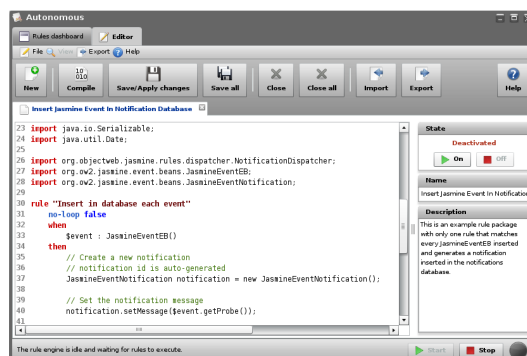 Autonomous
Rules dashboard Editor
File View Export Help
New Compile Save/Apply changes Save all Close Close all Import Export Help
Insert Jasmine Event In Notification Database
23 import java.io.Serializable;
24 import java.util.Date;
25
26 import org.objectweb.jasmine.rules.dispatcher.NotificationDispatcher;
27 import org.ow2.jasmine.event.beans.JasmineEventEB;
28 import org.ow2.jasmine.event.beans.JasmineEventNotification;
29
30 rule "Insert in database each event"
31 no-loop false
32 when
33 $event : JasmineEventEB()
34 then
35 // Create a new notification
36 // notification id is auto-generated
37 JasmineEventNotification notification = new JasmineEventNotification();
38
39 // Set the notification message
40 notification.setMessage($event.getProbe());
41
State
Deactivated
On Off
Name
Insert Jasmine Event In Notification
Description
This is an example rule package
with only one rule that matches
every JasmineEventEB inserted
and generates a notification
inserted in the notifications
database.
The rule engine is idle and waiting for rules to execute.
Start Stop